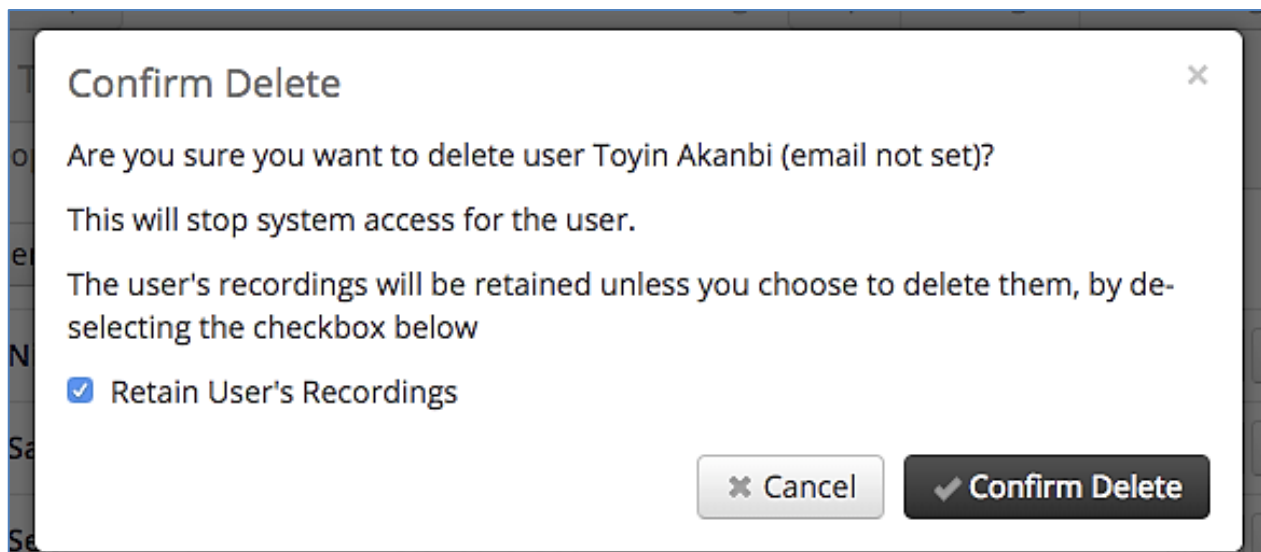 Confirm Delete
×
Are you sure you want to delete user Toyin Akanbi (email not set)?
This will stop system access for the user.
The user's recordings will be retained unless you choose to delete them, by de-
selecting the checkbox below
Retain User's Recordings
Cancel
Confirm Delete